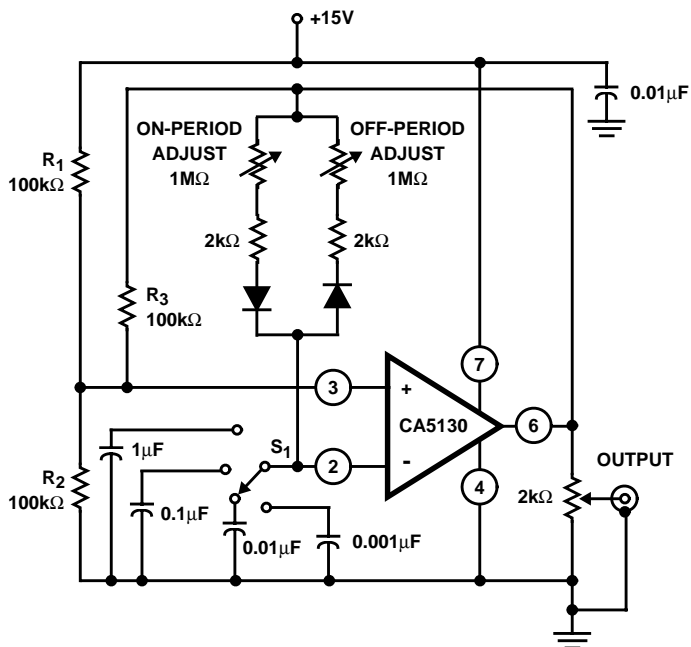 +15V
0.01μF
ON-PERIOD
ADJUST
1MΩ
OFF-PERIOD
ADJUST
1MΩ
R1
100kΩ
2kΩ
2kΩ
R3
100kΩ
7
3
+
CA5130
6
1μF
S1
2
-
4
OUTPUT
R2
100kΩ
0.1μF
0.01μF
0.001μF
2kΩ